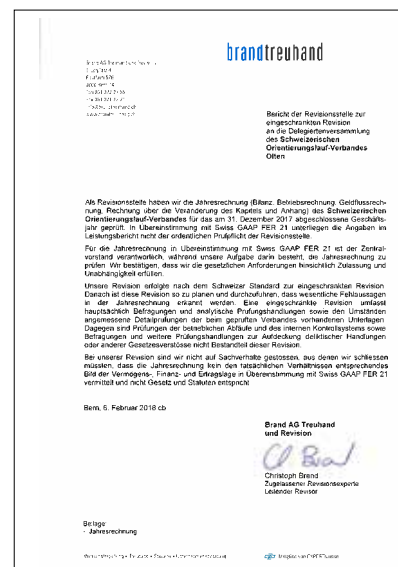 brandtreuhand
Bericht der Revisionsstelle zur
eingeschränkten Revision
an die Delegiertenversammlung
des Schweizerischen
Orientierungslauf-Verbandes
Olten
Als Revisionsstelle haben wir die Jahresrechnung (Bilanz, Betriebsrechnung, Geldflussrech-
nung, Rechnung über die Veränderung des Kapitals und Anhang) des Schweizerischen
Orientierungslauf-Verbandes für das am 31. Dezember 2017 abgeschlossene Geschäfts-
jahr geprüft. In Übereinstimmung mit Swiss GAAP FER 21 unterliegen die Angaben im
Leistungsbericht nicht der ordentlichen Prüfpflicht der Revisionsstelle.
Für die Jahresrechnung in Übereinstimmung mit Swiss GAAP FER 21 ist der Zentral-
vorstand verantwortlich, während unsere Aufgabe darin besteht, die Jahresrechnung zu
prüfen. Wir bestätigen, dass wir die gesetzlichen Anforderungen hinsichtlich Zulassung und
Unabhängigkeit erfüllen.
Unsere Revision erfolgte nach dem Schweizer Standard zur eingeschränkten Revision.
Danach ist diese Revision so zu planen und durchzuführen, dass wesentliche Fehlaussagen
in der Jahresrechnung erkannt werden. Eine eingeschränkte Revision umfasst
hauptsächlich Befragungen und analytische Prüfungshandlungen sowie den Umständen
angemessene Detailprüfungen der beim geprüften Verbandes vorhandenen Unterlagen.
Dagegen sind Prüfungen der betrieblichen Abläufe und des internen Kontrollsystems sowie
Befragungen und weitere Prüfungshandlungen zur Aufdeckung deliktischer Handlungen
oder anderer Gesetzesverstösse nicht Bestandteil dieser Revision.
Bei unserer Revision sind wir nicht auf Sachverhalte gestossen, aus denen wir schliessen
müssten, dass die Jahresrechnung kein den tatsächlichen Verhältnissen entsprechendes
Bild der Vermögens-, Finanz- und Ertragslage in Übereinstimmung mit Swiss GAAP FER 21
vermittelt und nicht Gesetz und Statuten entspricht.
Bern, 6. Februar 2018 cb
Brand AG Treuhand
und Revision
Christoph Brand
Zugelassener Revisionsexperte
Leitender Revisor
Beilage:
- Jahresrechnung